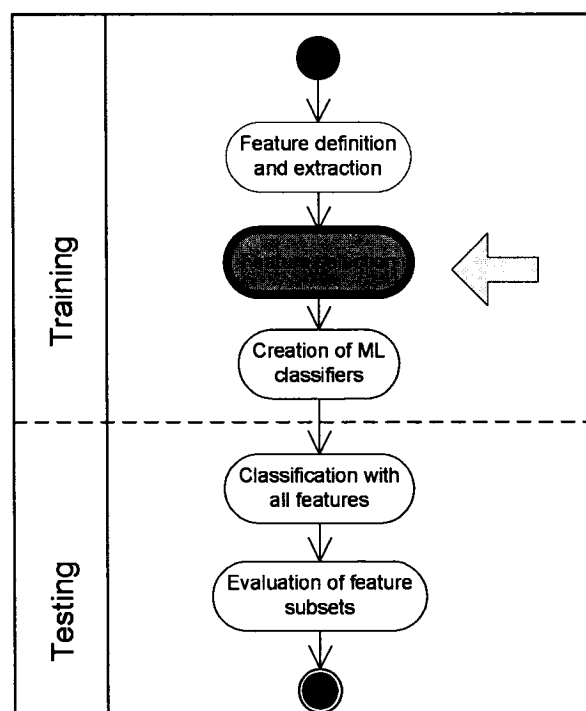 Training
Feature definition
and extraction
Creation of ML
classifiers
Testing
Classification with
all features
Evaluation of feature
subsets